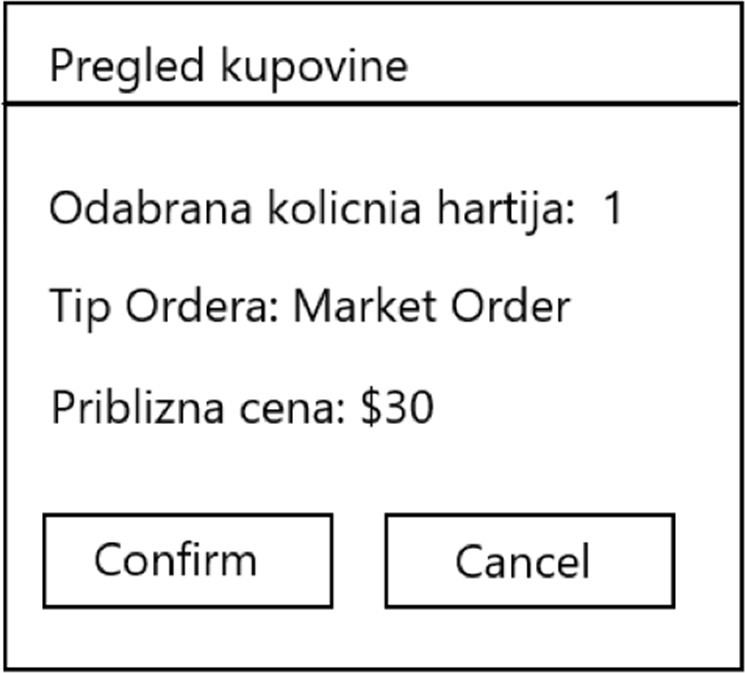 Pregled kupovine
Odabrana kolicnia hartija: 1
Tip Ordera: Market Order
Priblizna cena: $30
Confirm
Cancel